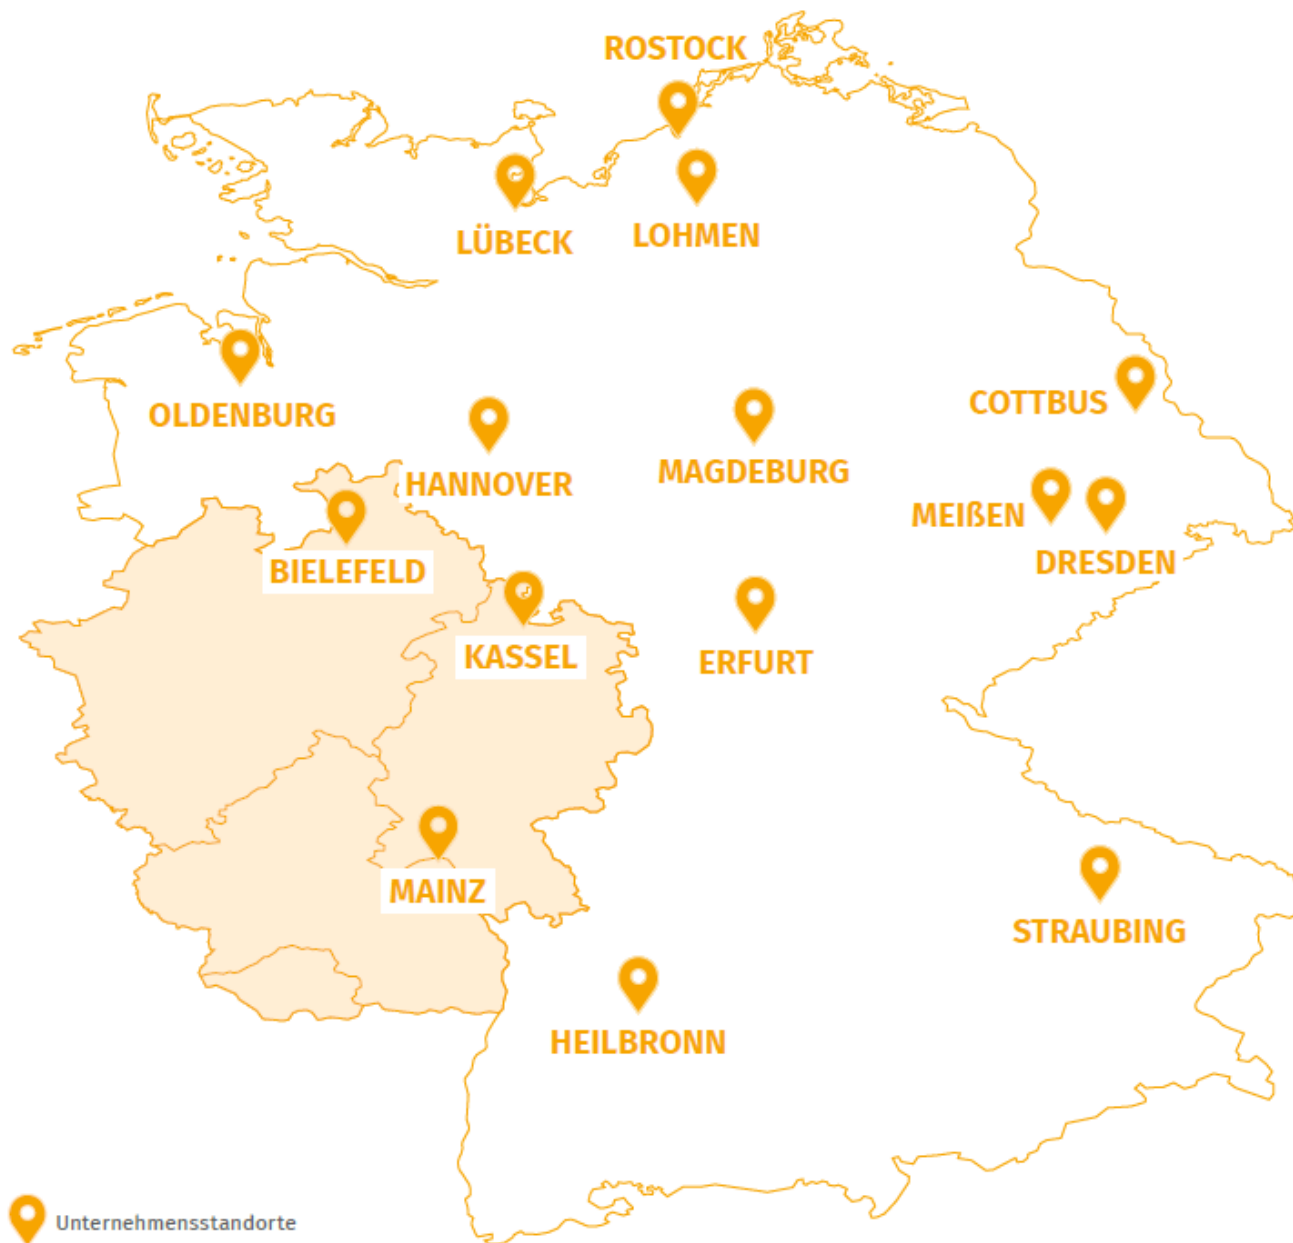 ROSTOCK
LÜBECK
LOHMEN
OLDENBURG
COTTBUS
HANNOVER
MAGDEBURG
MEIßEN
DRESDEN
BIELEFELD
KASSEL
ERFURT
MAINZ
STRAUBING
HEILBRONN
Unternehmensstandorte